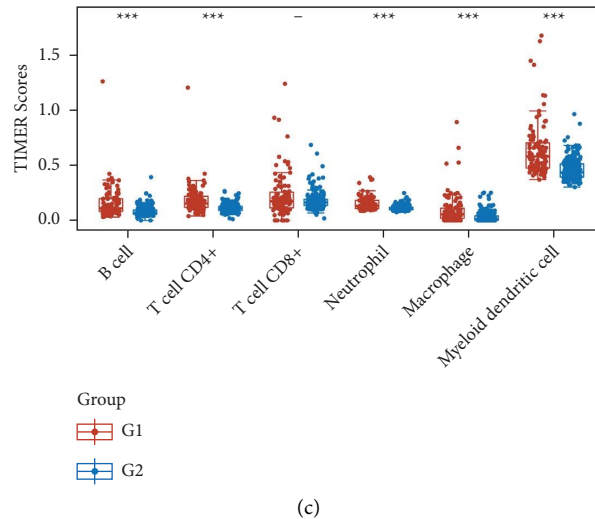 *** *** – *** *** ***
TIMER Scores
1.5
1.0
0.5
0.0
B cell
T cell CD4+
T cell CD8+
Neutrophil
Macrophage
Myeloid dendritic cell
Group
G1
G2
(c)